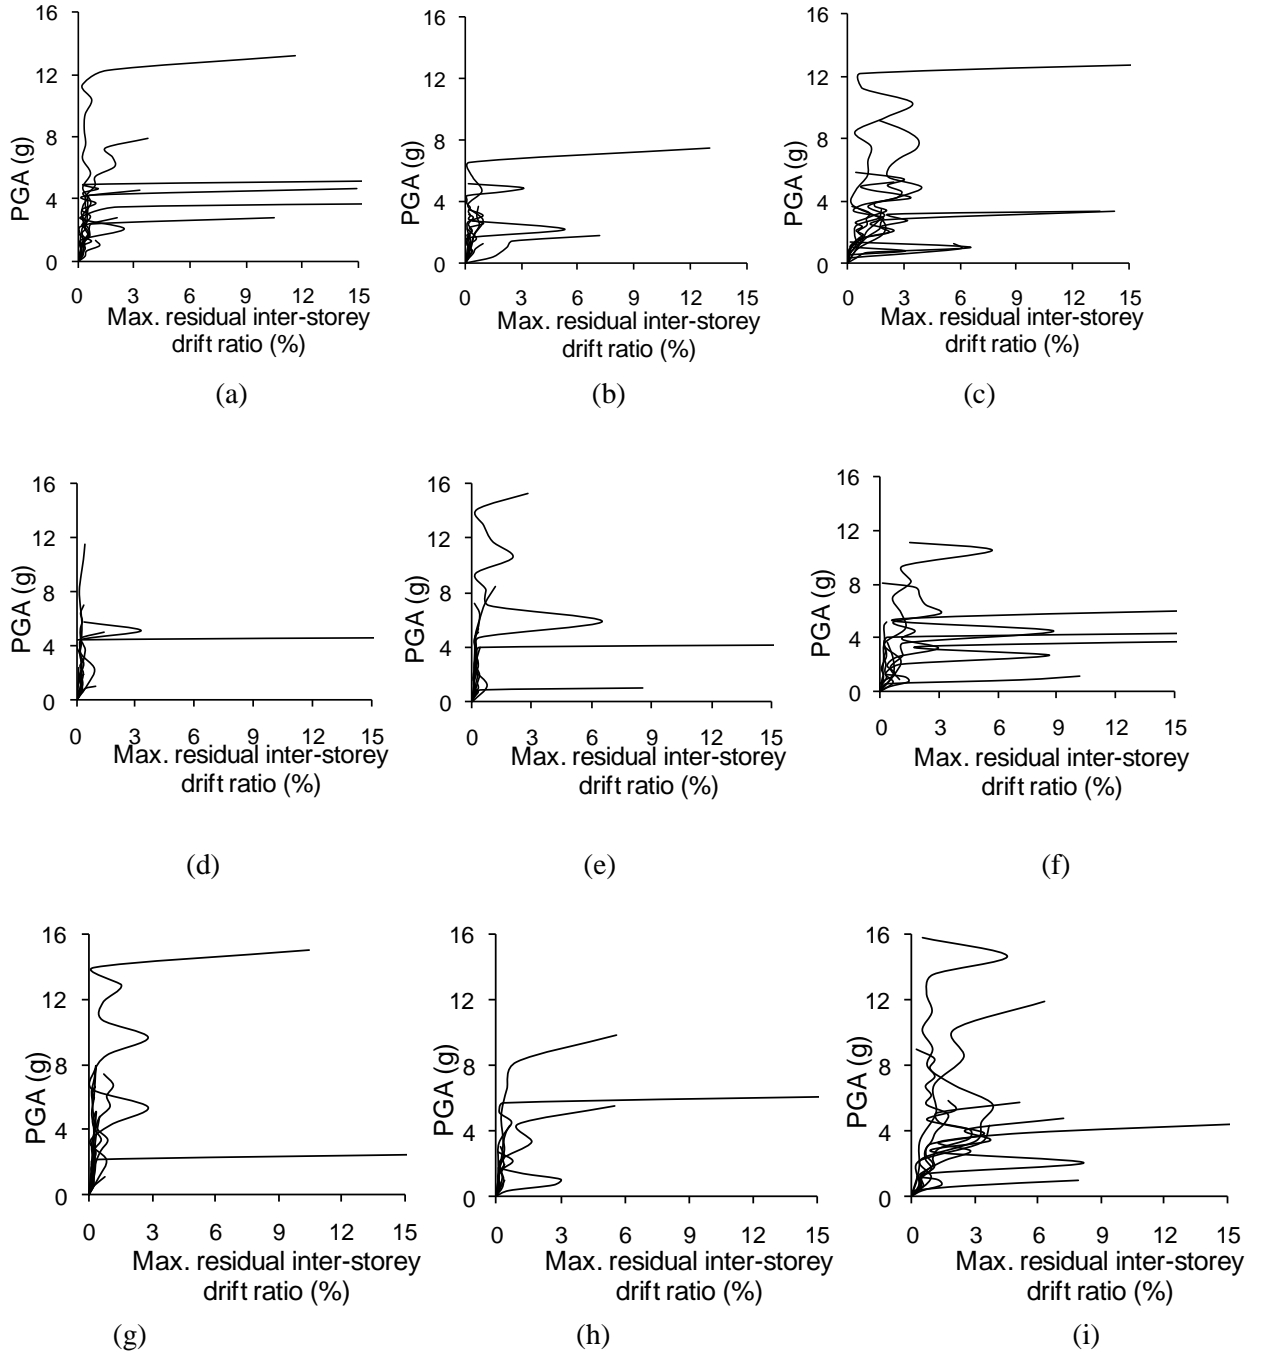 16
12
8
4
0
PGA (g)
0 3 6 9 12 15
Max. residual inter-storey
drift ratio (%)
(a)
16
12
8
4
0
PGA (g)
0 3 6 9 12 15
Max. residual inter-storey
drift ratio (%)
(b)
16
12
8
4
0
PGA (g)
0 3 6 9 12 15
Max. residual inter-storey
drift ratio (%)
(c)
16
12
8
4
0
PGA (g)
0 3 6 9 12 15
Max. residual inter-storey
drift ratio (%)
(d)
16
12
8
4
0
PGA (g)
0 3 6 9 12 15
Max. residual inter-storey
drift ratio (%)
(e)
16
12
8
4
0
PGA (g)
0 3 6 9 12 15
Max. residual inter-storey
drift ratio (%)
(f)
16
12
8
4
0
PGA (g)
0 3 6 9 12 15
Max. residual inter-storey
drift ratio (%)
(g)
16
12
8
4
0
PGA (g)
0 3 6 9 12 15
Max. residual inter-storey
drift ratio (%)
(h)
16
12
8
4
0
PGA (g)
0 3 6 9 12 15
Max. residual inter-storey
drift ratio (%)
(i)